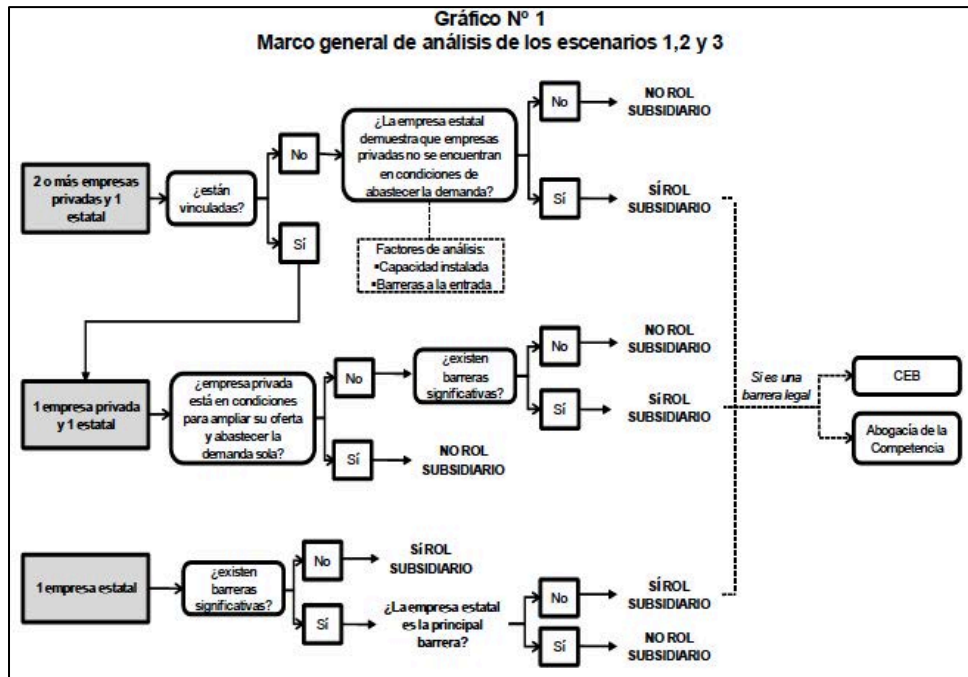 Gráfico Nº 1
Marco general de análisis de los escenarios 1,2 y 3
2 o más empresas privadas y 1
estatal
¿están
vinculadas?
No
Sí
¿La empresa estatal
demuestra que empresas
privadas no se encuentran
en condiciones de
abastecer la demanda?
Factores de análisis:
▪Capacidad instalada
▪Barreras a la entrada
No
NO ROL
SUBSIDIARIO
Sí
SÍ ROL
SUBSIDIARIO
1 empresa privada
y 1 estatal
¿empresa privada
está en condiciones
para ampliar su oferta
y abastecer la
demanda sola?
No
¿existen
barreras
significativas?
No
NO ROL
SUBSIDIARIO
Sí
SÍ ROL
SUBSIDIARIO
Sí
NO ROL
SUBSIDIARIO
1 empresa estatal
¿existen
barreras
significativas?
No
SÍ ROL
SUBSIDIARIO
Sí
¿La empresa estatal
es la principal
barrera?
No
SÍ ROL
SUBSIDIARIO
Sí
NO ROL
SUBSIDIARIO
Si es una
barrera legal
CEB
Abogacía de la
Competencia